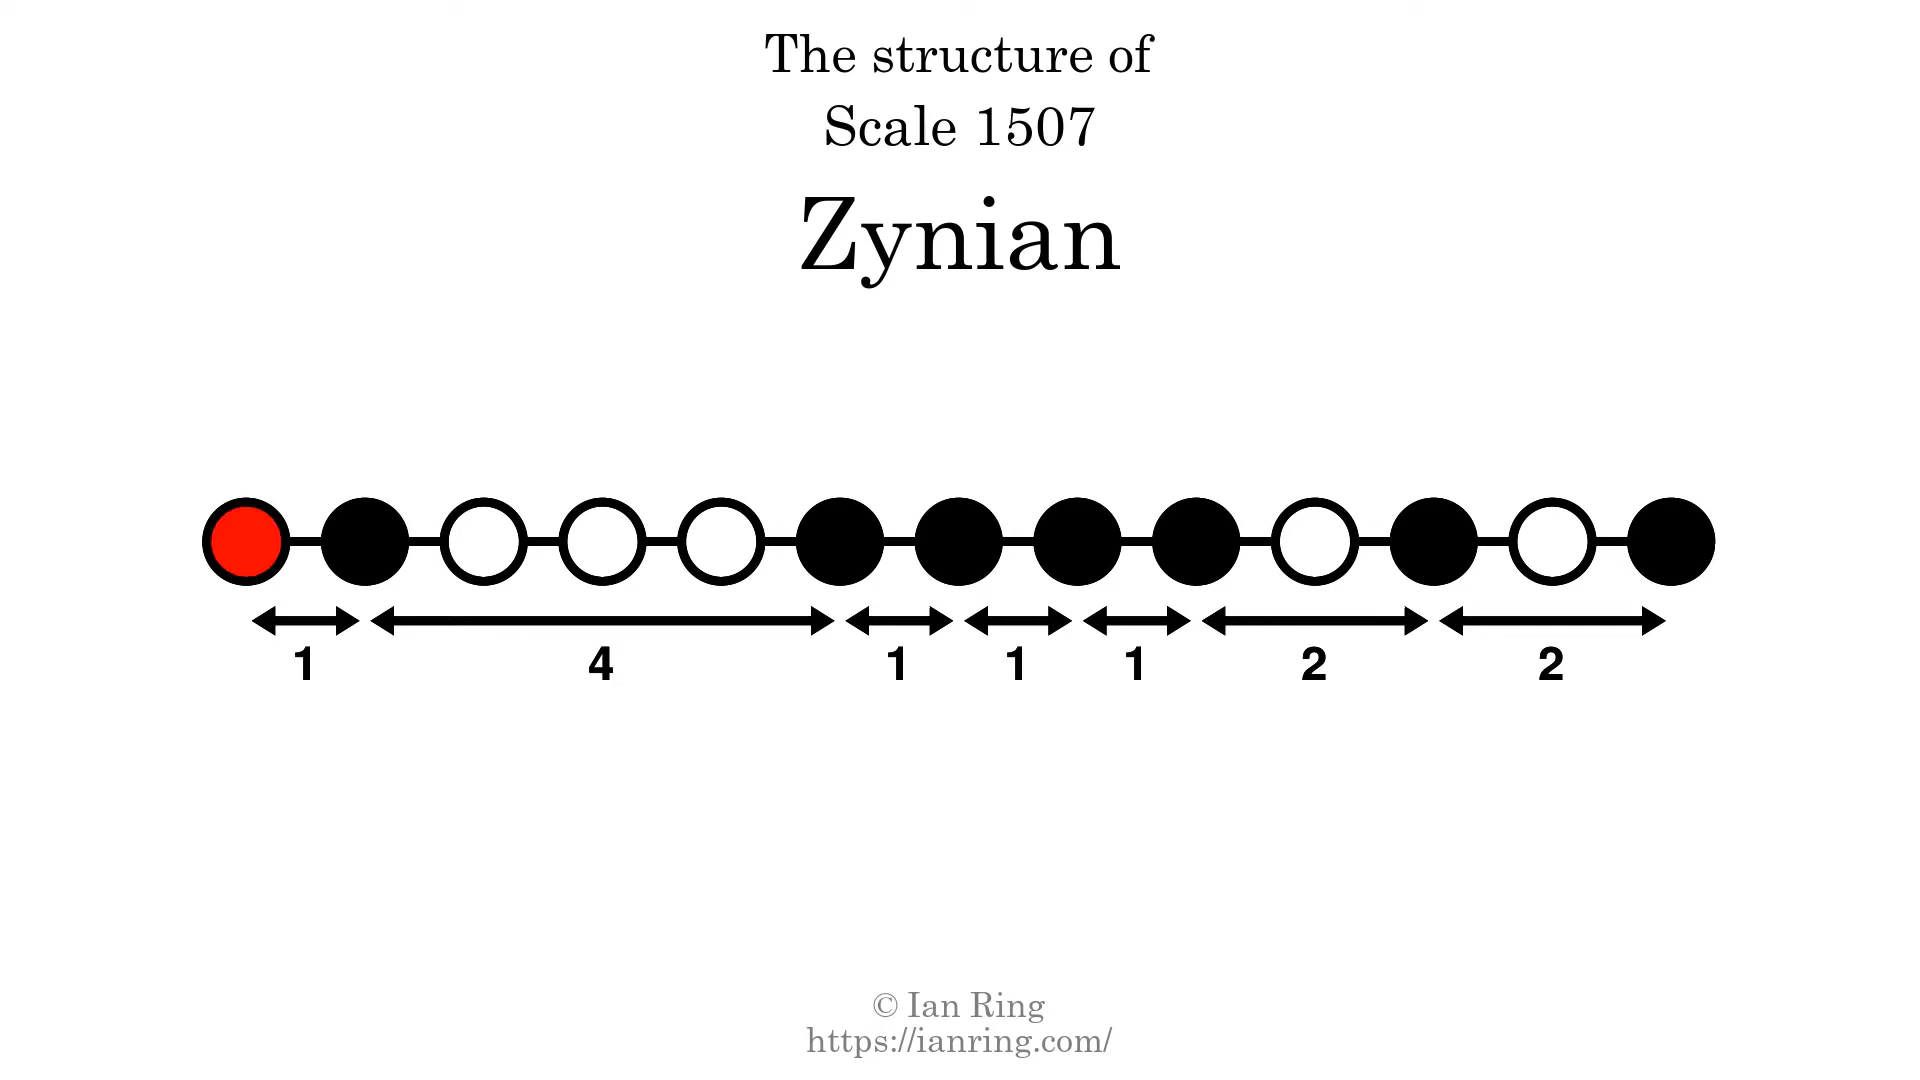 The structure of
Scale 1507
Zynian
1 4 1 1 1 2 2
© Ian Ring
https://ianring.com/